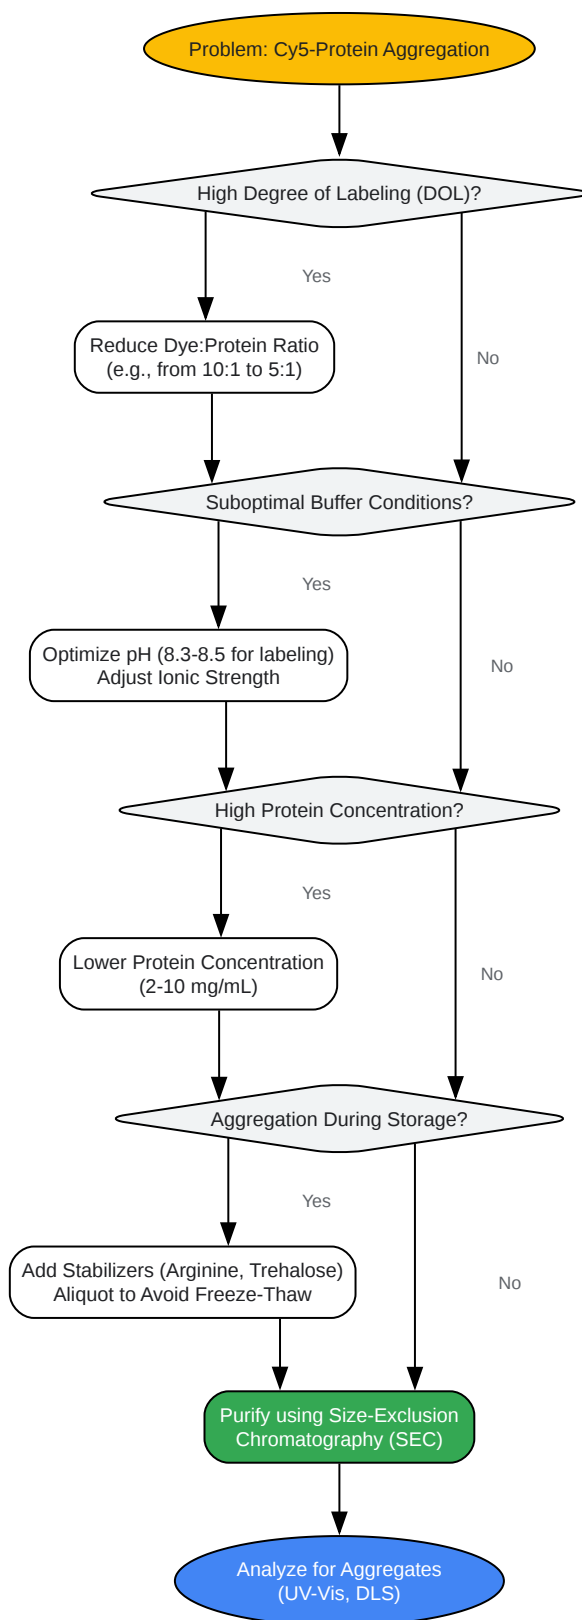 Problem: Cy5-Protein Aggregation
High Degree of Labeling (DOL)?
Yes
Reduce Dye:Protein Ratio
(e.g., from 10:1 to 5:1)
No
Suboptimal Buffer Conditions?
Yes
Optimize pH (8.3-8.5 for labeling)
Adjust Ionic Strength
No
High Protein Concentration?
Yes
Lower Protein Concentration
(2-10 mg/mL)
No
Aggregation During Storage?
Yes
Add Stabilizers (Arginine, Trehalose)
Aliquot to Avoid Freeze-Thaw
No
Purify using Size-Exclusion
Chromatography (SEC)
Analyze for Aggregates
(UV-Vis, DLS)